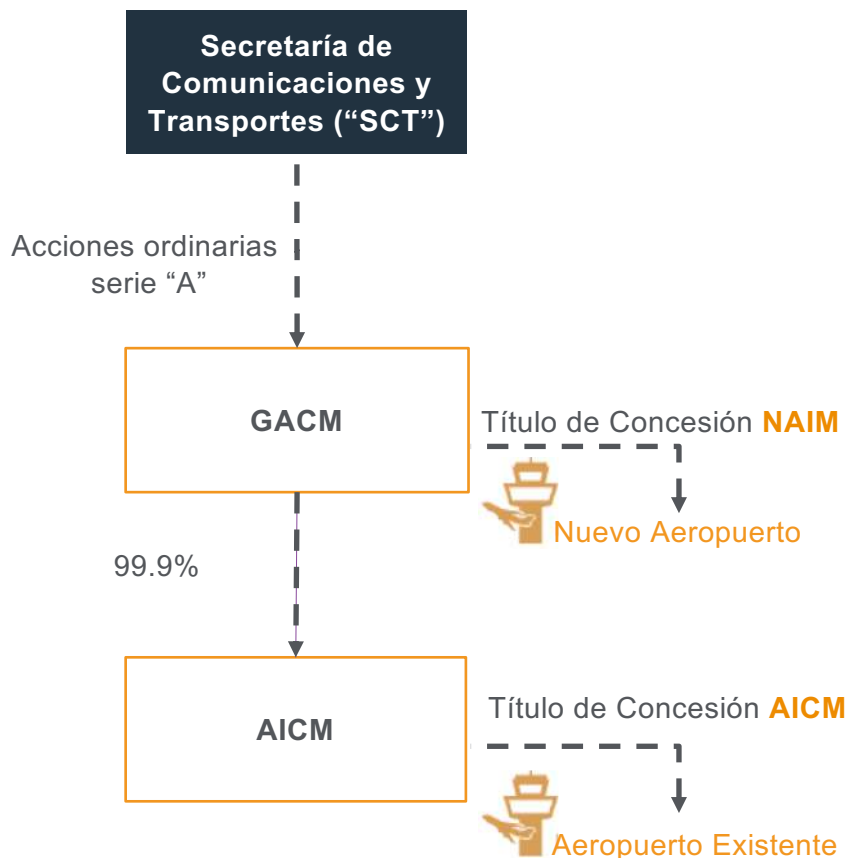 Secretaría de
Comunicaciones y
Transportes (“SCT”)
Acciones ordinarias
serie “A”
GACM
Título de Concesión NAIM
Nuevo Aeropuerto
99.9%
AICM
Título de Concesión AICM
Aeropuerto Existente